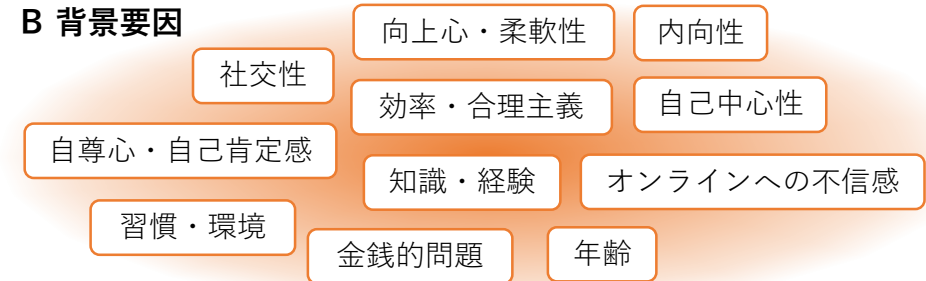 B 背景要因
向上心・柔軟性
内向性
社交性
効率・合理主義
自己中心性
自尊心・自己肯定感
知識・経験
オンラインへの不信感
習慣・環境
金銭的問題
年齢